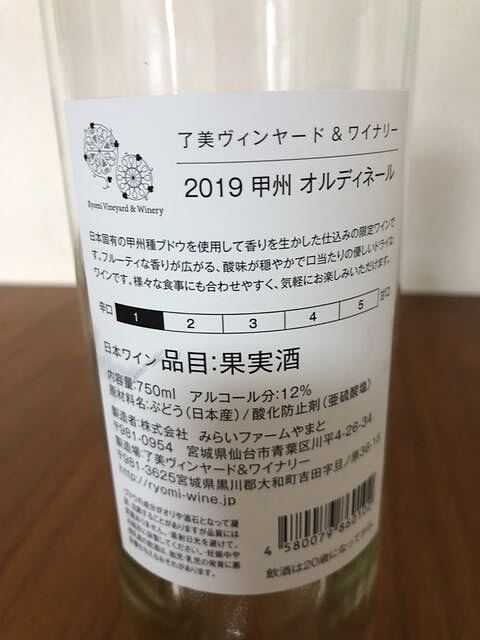 了美ヴィンヤード & ワイナリー
Ryomi Vineyard & Winery
2019 甲州 オルディネール
日本固有の甲州種ブドウを使用して香りを生かした仕込みの限定ワインで
す。フルーティな香りが広がる、酸味が穏やかで口当たりの優しいドライな
ワインです。様々な食事にも合わせやすく、気軽にお楽しみいただけます。
辛口 1 2 3 4 5 甘口
日本ワイン 品目:果実酒
内容量:750ml アルコール分:12%
原材料名:ぶどう(日本産)/酸化防止剤(亜硫酸塩)
製造者:株式会社 みらいファームやまと
〒981-0954 宮城県仙台市青葉区川平4-26-34
製造場:了美ヴィンヤード&ワイナリー
〒981-3625宮城県黒川郡大和町吉田字旦ノ原36-15
http://ryomi-wine.jp
4 580079 86
飲酒は20歳になってから。